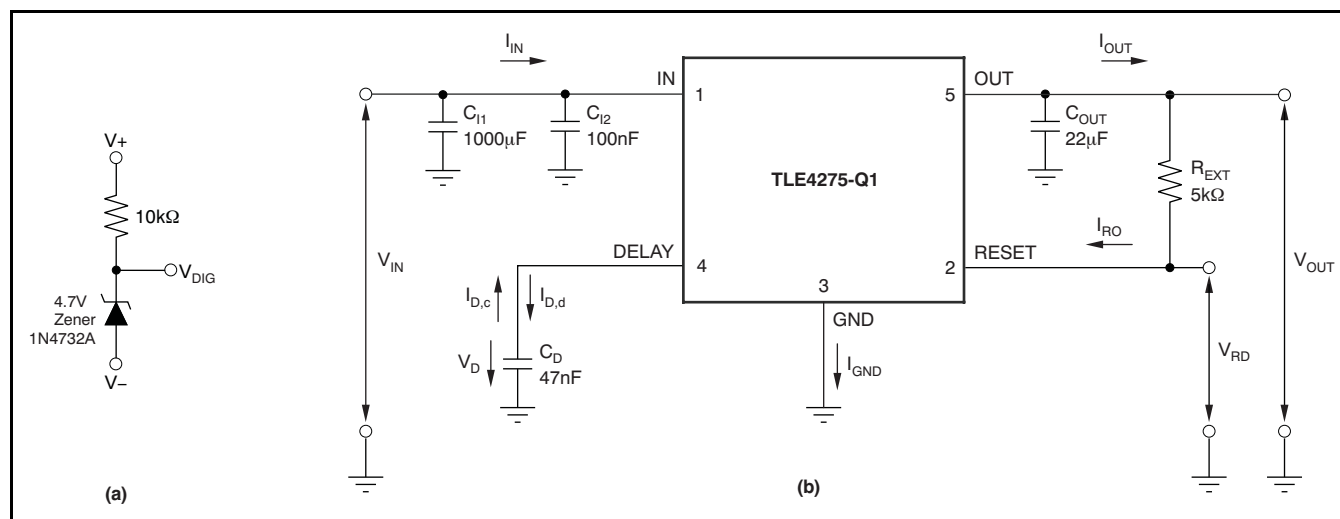 V+
10kΩ
V_DIG
4.7V
Zener
1N4732A
V−
(a)
I_IN
IN
1
C_I1
1000µF
C_I2
100nF
V_IN
DELAY
4
I_D,c
I_D,d
V_D
C_D
47nF
TLE4275-Q1
3
GND
I_GND
I_OUT
OUT
5
C_OUT
22µF
R_EXT
5kΩ
I_RO
RESET
2
V_RD
V_OUT
(b)